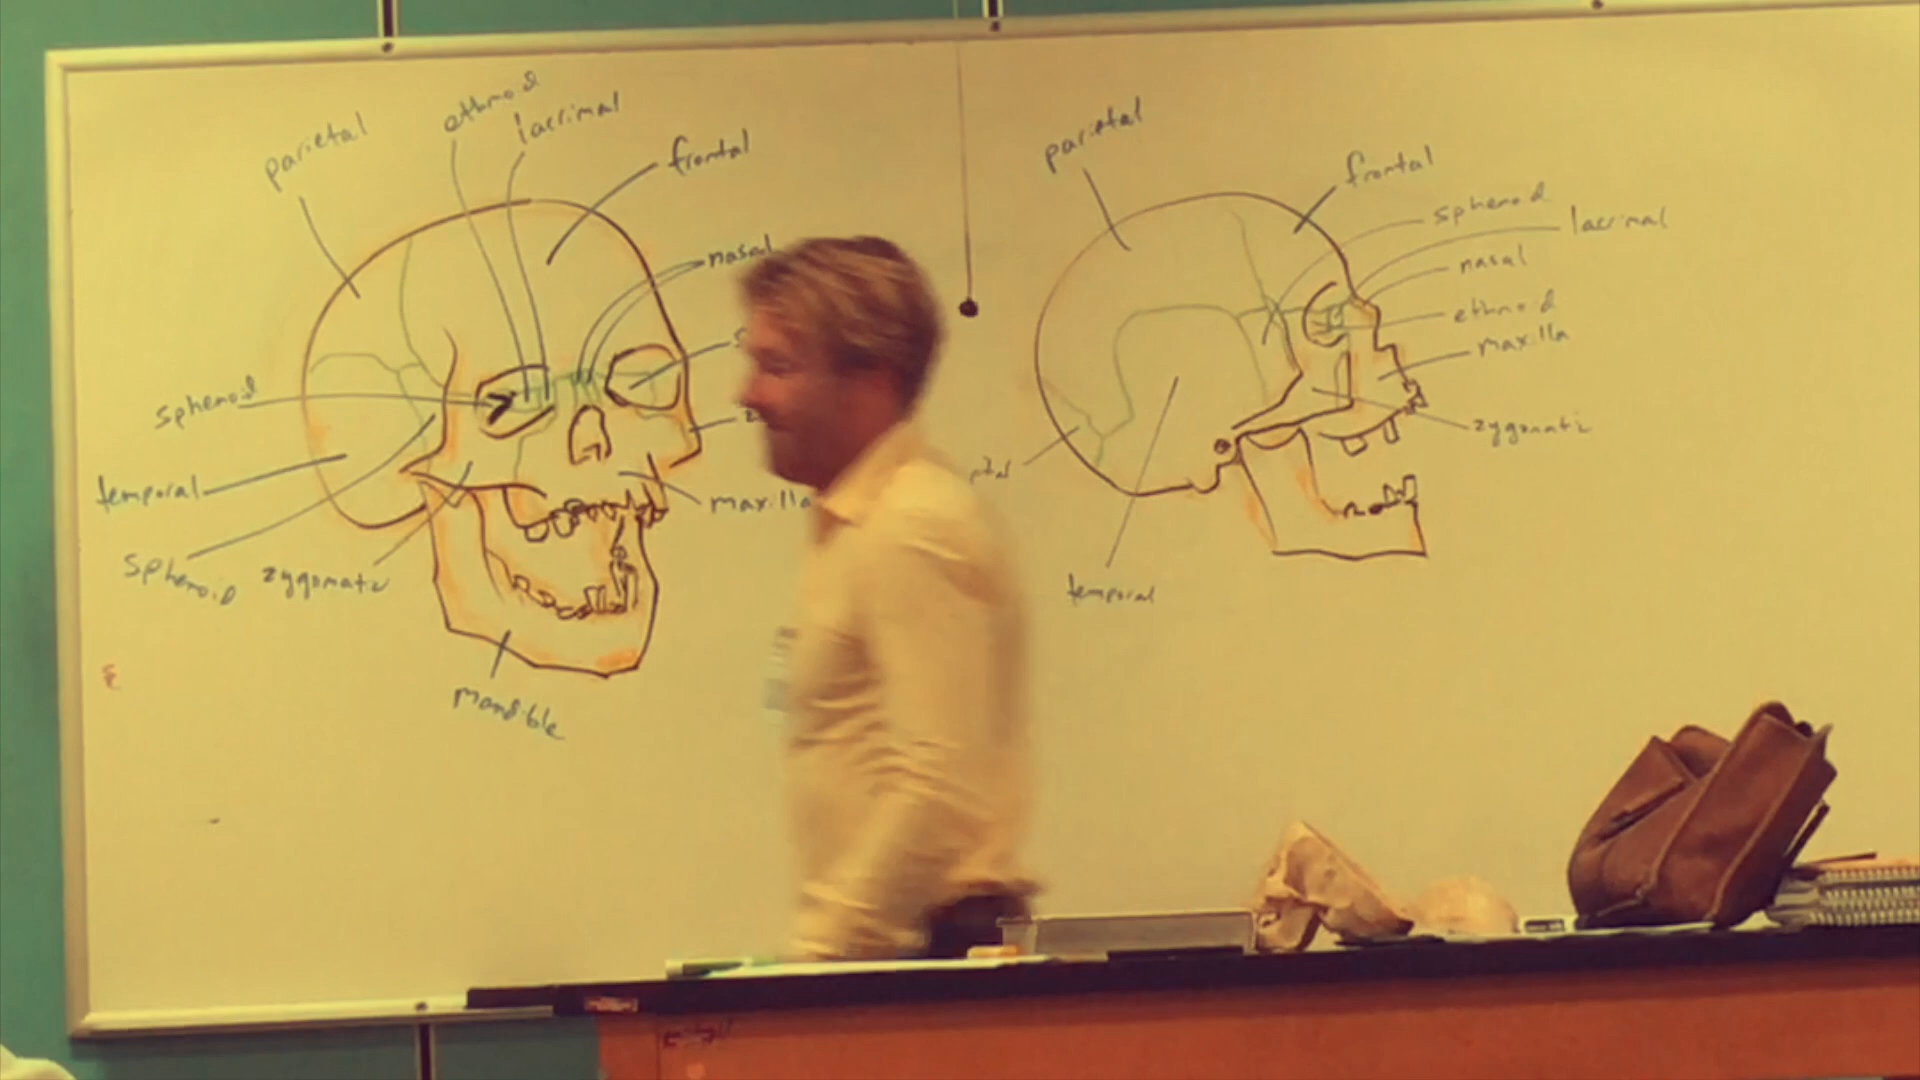 parietal
ethmoid
lacrimal
frontal
nasal
sphenoid
temporal
sphenoid
zygomatic
maxilla
mandible
parietal
frontal
sphenoid
lacrimal
nasal
ethmoid
maxilla
zygomatic
temporal